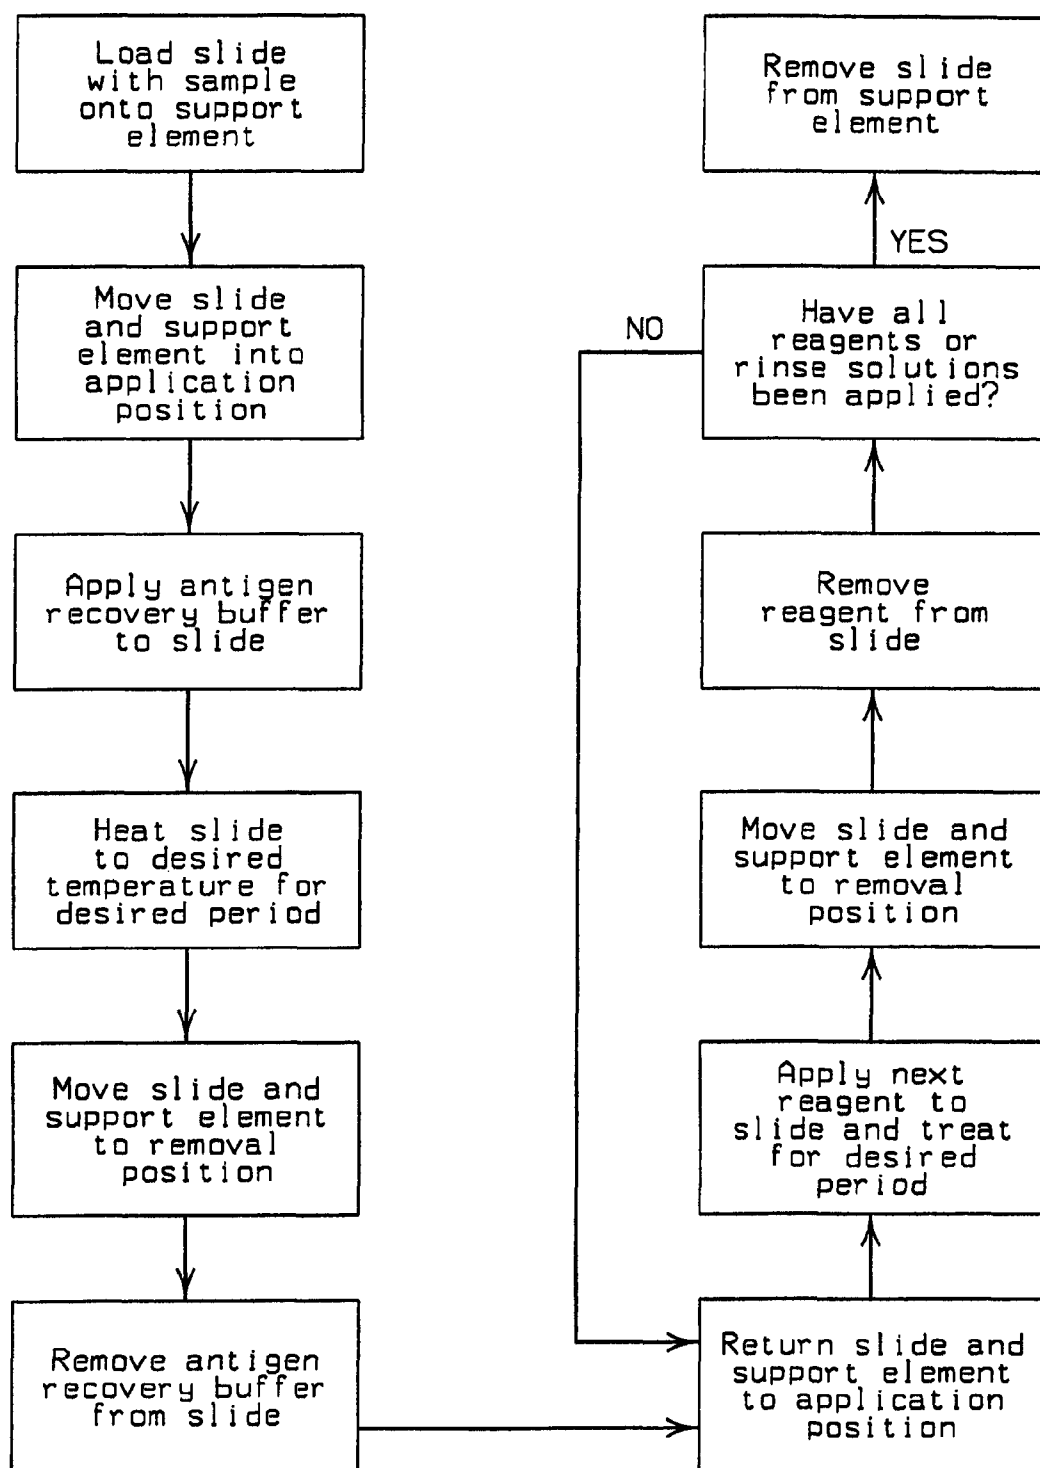 Load slide
with sample
onto support
element
Move slide
and support
element into
application
position
Apply antigen
recovery buffer
to slide
Heat slide
to desired
temperature for
desired period
Move slide and
support element
to removal
position
Remove antigen
recovery buffer
from slide
Return slide and
support element
to application
position
Apply next
reagent to
slide and treat
for desired
period
Move slide and
support element
to removal
position
Remove
reagent from
slide
Have all
reagents or
rinse solutions
been applied?
NO
YES
Remove slide
from support
element